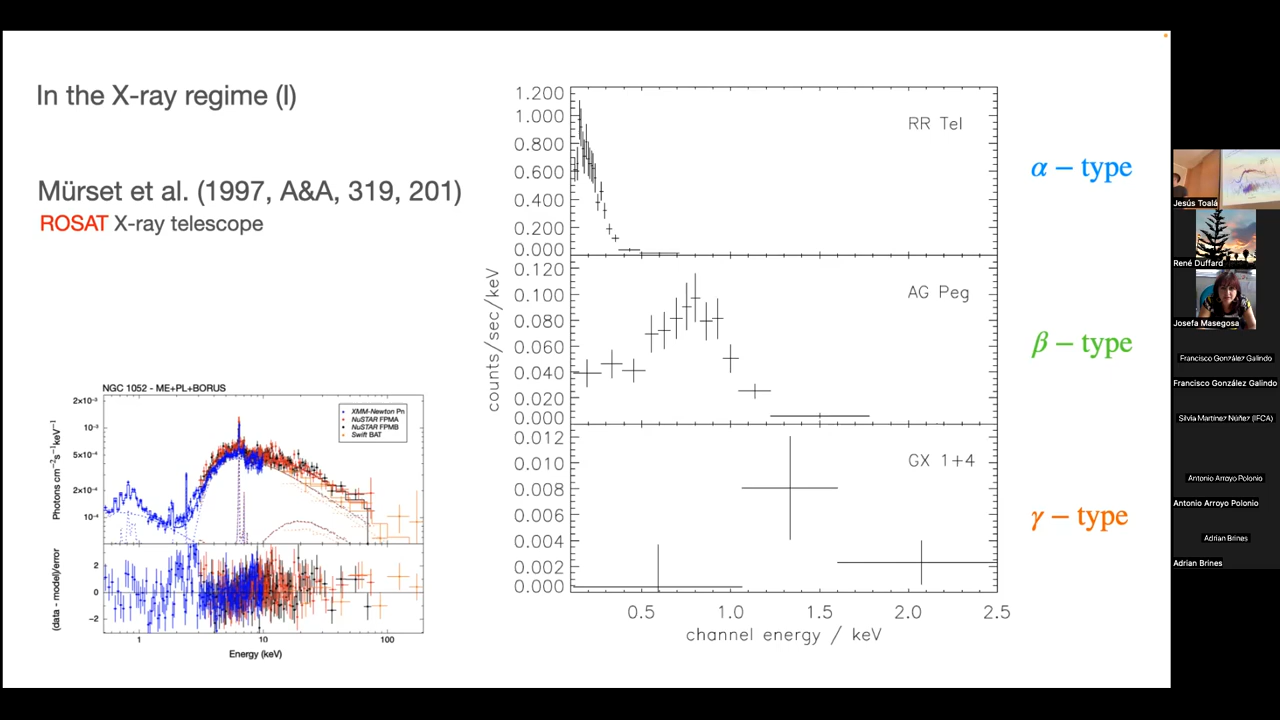 In the X-ray regime (I)
Mürset et al. (1997, A&A, 319, 201)
ROSAT X-ray telescope
NGC 1052 - ME+PL+BORUS
XMM-Newton Pn
NuSTAR FPMA
NuSTAR FPMB
Swift BAT
Photons cm⁻²s⁻¹keV⁻¹
2×10⁻³
10⁻³
5×10⁻⁴
2×10⁻⁴
10⁻⁴
(data - model)/error
2
0
−2
1 10 100
Energy (keV)
counts/sec/keV
1.200
1.000
0.800
0.600
0.400
0.200
0.000
RR Tel
α − type
0.120
0.100
0.080
0.060
0.040
0.020
0.000
AG Peg
β − type
0.012
0.010
0.008
0.006
0.004
0.002
0.000
GX 1+4
γ − type
0.5 1.0 1.5 2.0 2.5
channel energy / keV
Jesús Toalá
René Duffard
Josefa Masegosa
Francisco González Galindo
Francisco González Galindo
Silvia Martínez Núñez (IFCA)
Antonio Arroyo Polonio
Antonio Arroyo Polonio
Adrian Brines
Adrian Brines